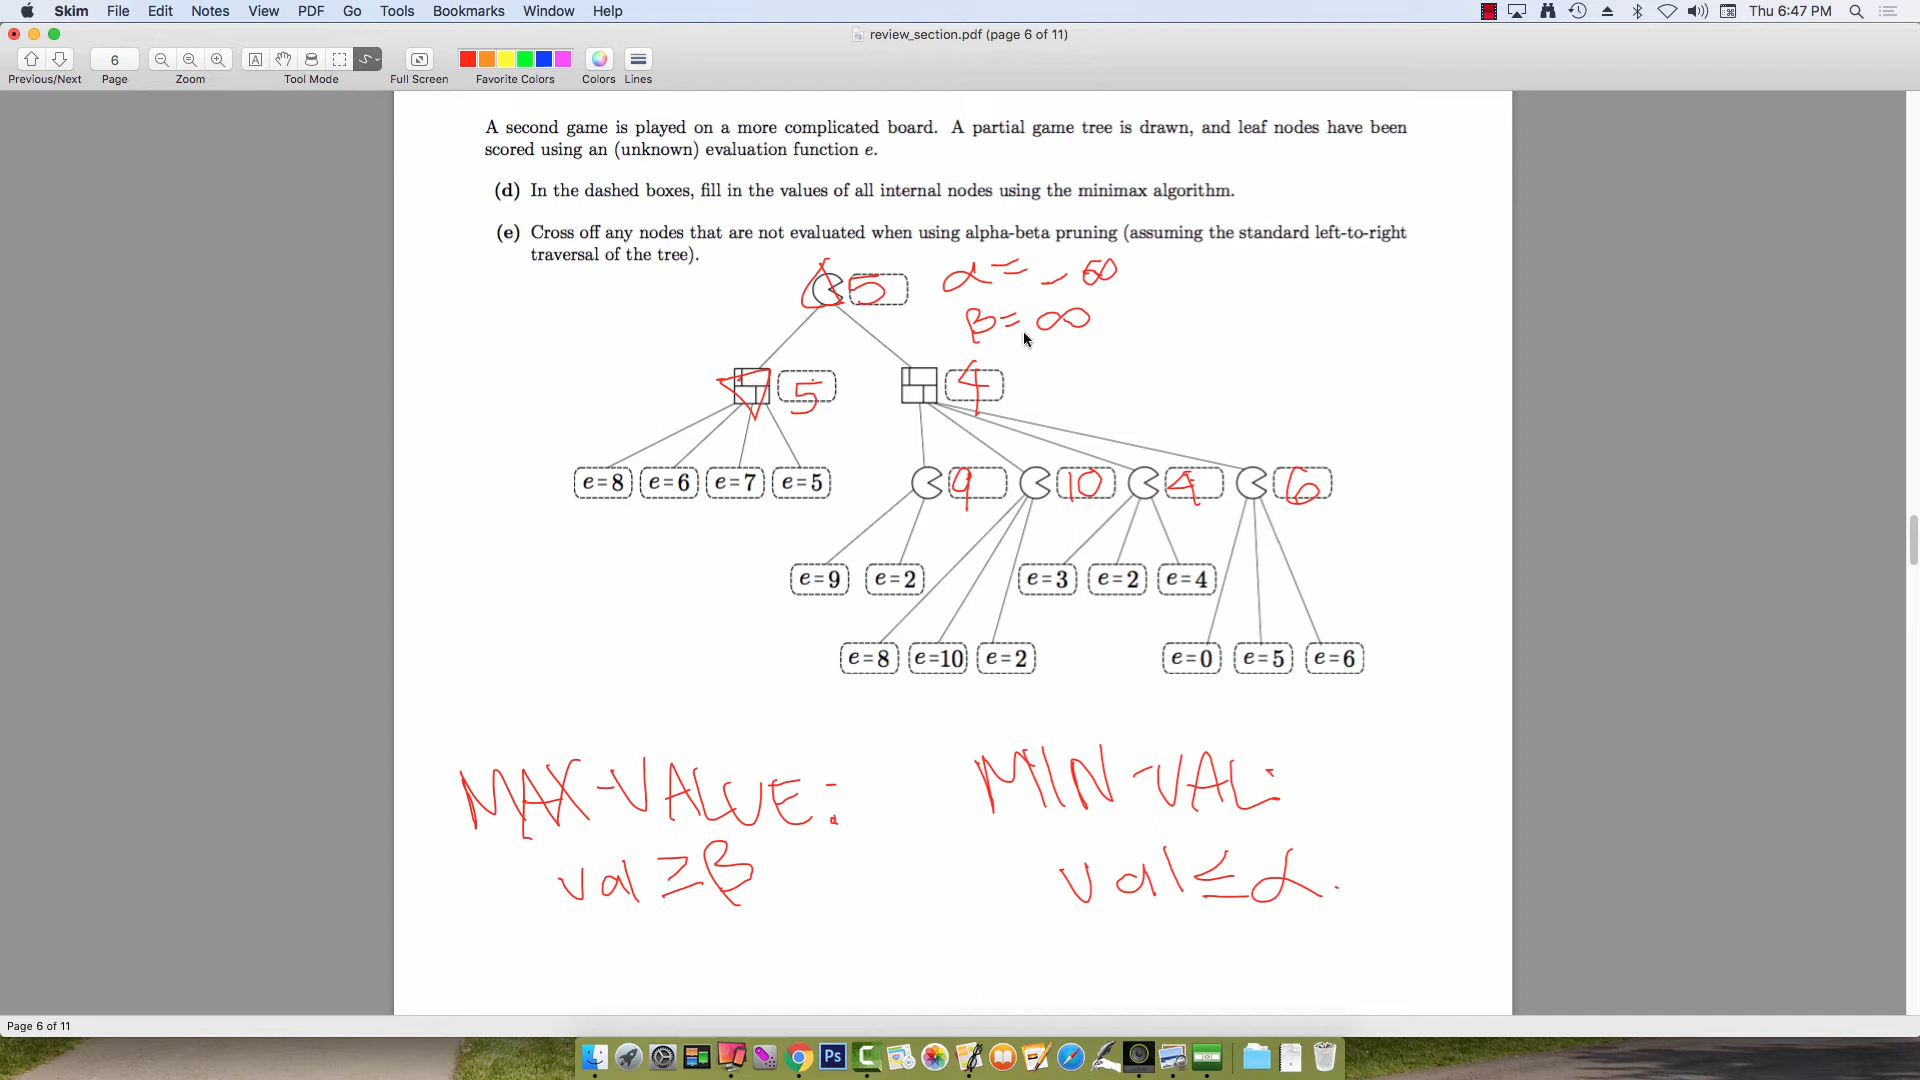 Skim File Edit Notes View PDF Go Tools Bookmarks Window Help Thu 6:47 PM
review_section.pdf (page 6 of 11)
6
Previous/Next Page Zoom Tool Mode Full Screen Favorite Colors Colors Lines
A second game is played on a more complicated board. A partial game tree is drawn, and leaf nodes have been
scored using an (unknown) evaluation function e.
(d) In the dashed boxes, fill in the values of all internal nodes using the minimax algorithm.
(e) Cross off any nodes that are not evaluated when using alpha-beta pruning (assuming the standard left-to-right
traversal of the tree).
5 α = -∞
β = ∞
5 4
e=8 e=6 e=7 e=5 9 10 4 6
e=9 e=2 e=3 e=2 e=4
e=8 e=10 e=2 e=0 e=5 e=6
MAX-VALUE: MIN-VAL:
val ≥ β val ≤ α.
Page 6 of 11
Ps